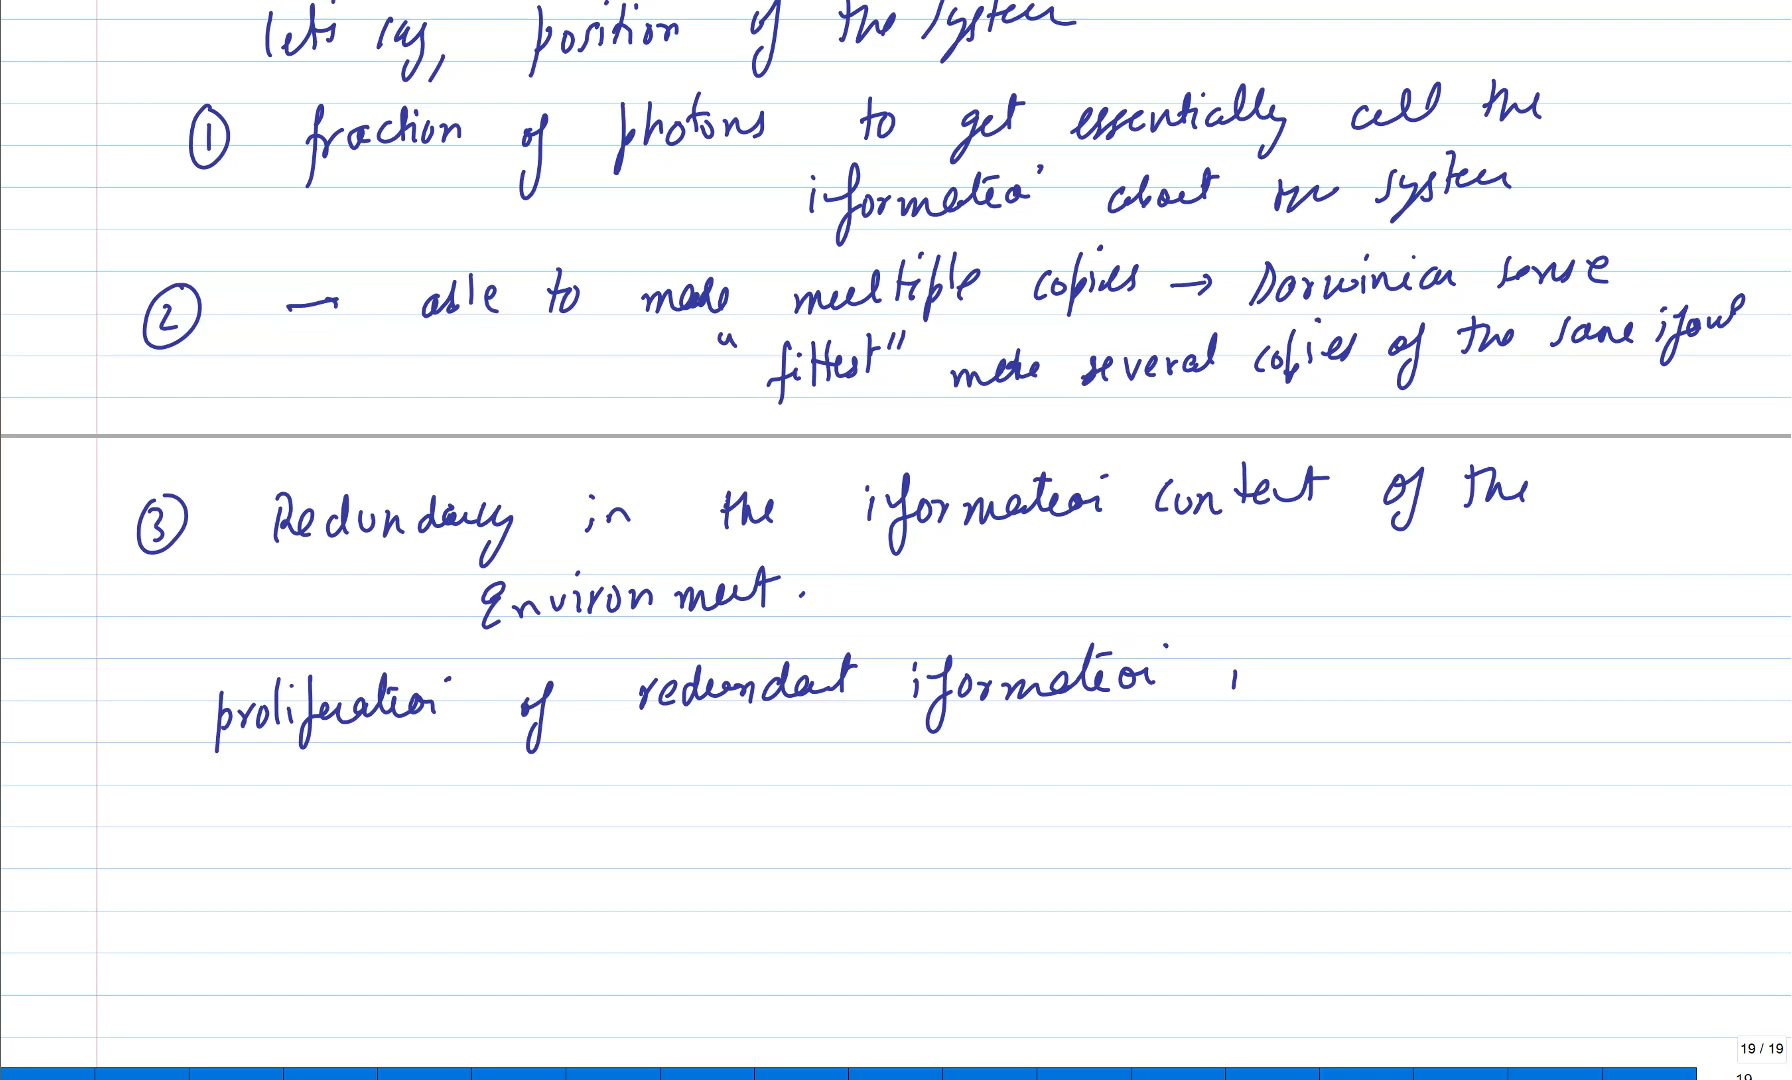 lets say, position of the system
① fraction of photons to get essentially all the
information about the system
② — able to make multiple copies → Darwinian sense
"fittest" make several copies of the same
③ Redundancy in the information content of the
Environment.
proliferation of redundant information
19 / 19
19